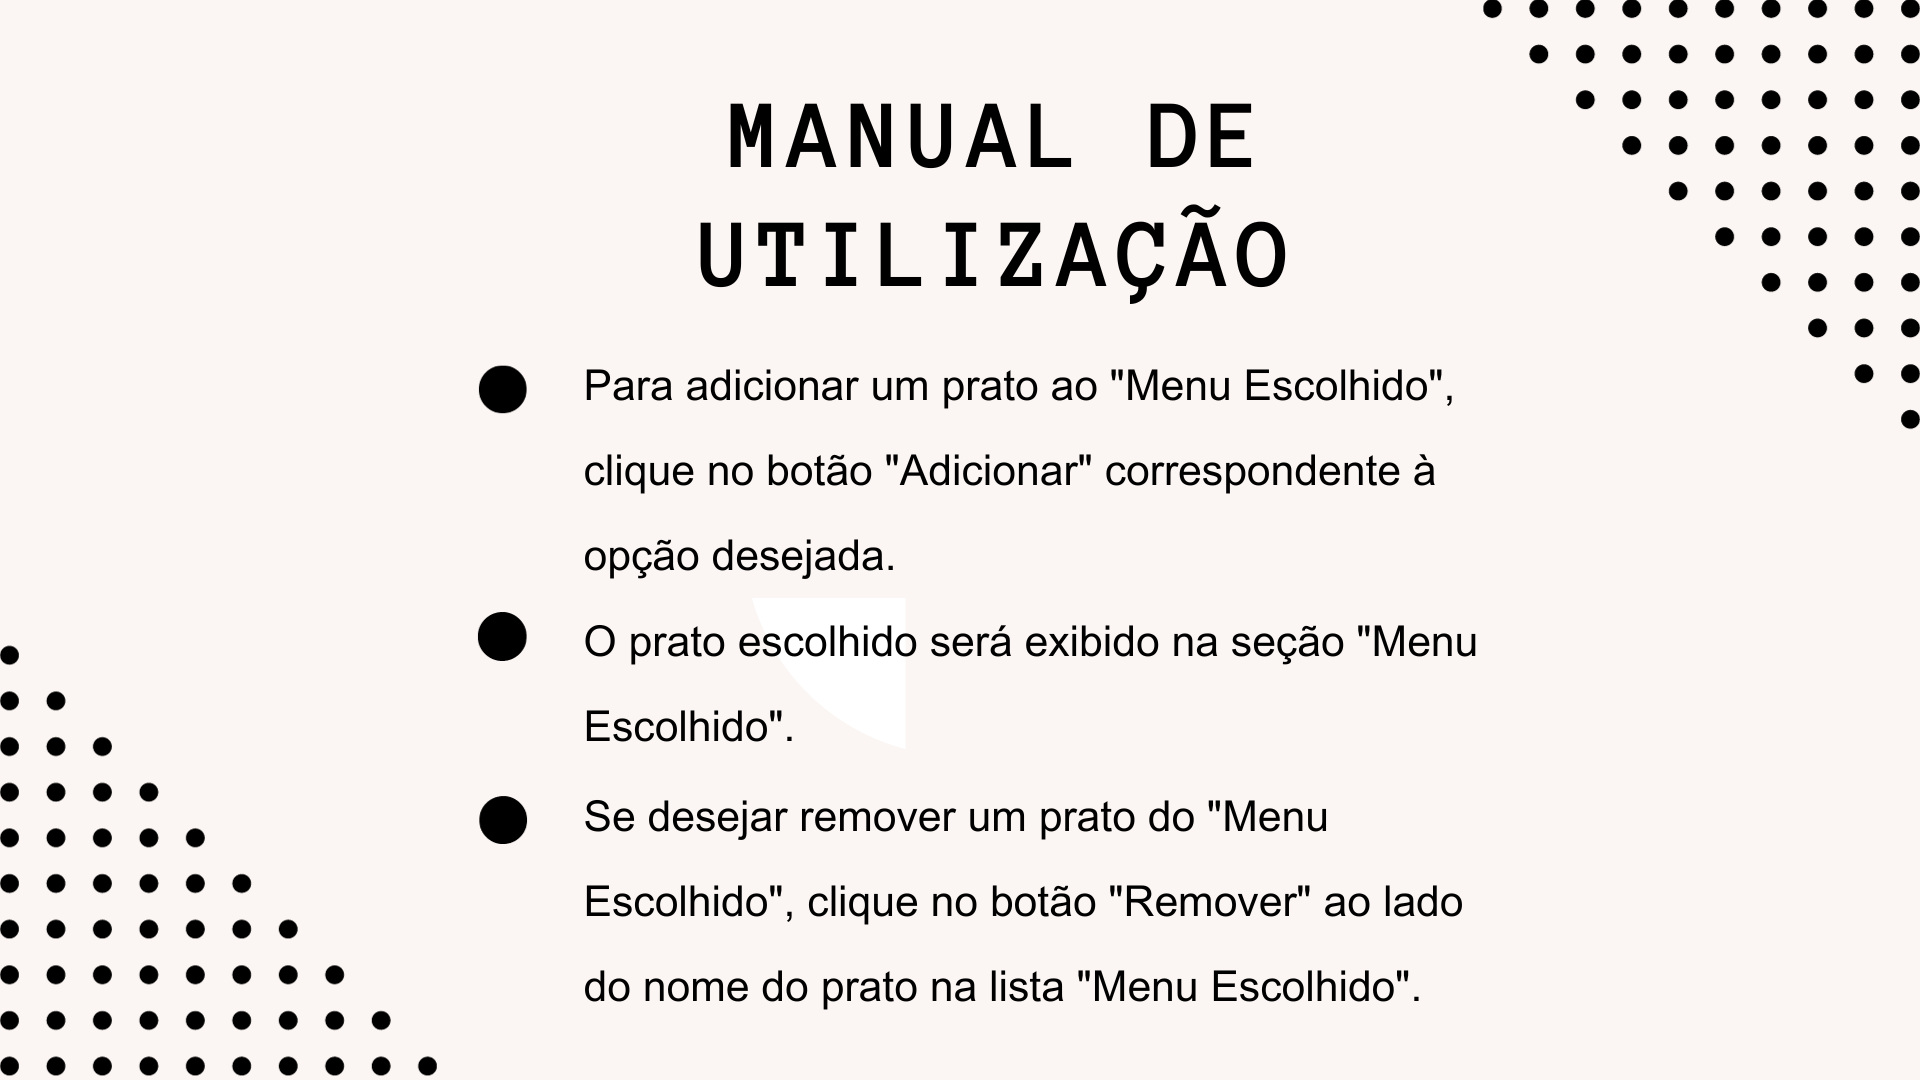 MANUAL DE
UTILIZAÇÃO
Para adicionar um prato ao "Menu Escolhido",
clique no botão "Adicionar" correspondente à
opção desejada.
O prato escolhido será exibido na seção "Menu
Escolhido".
Se desejar remover um prato do "Menu
Escolhido", clique no botão "Remover" ao lado
do nome do prato na lista "Menu Escolhido".